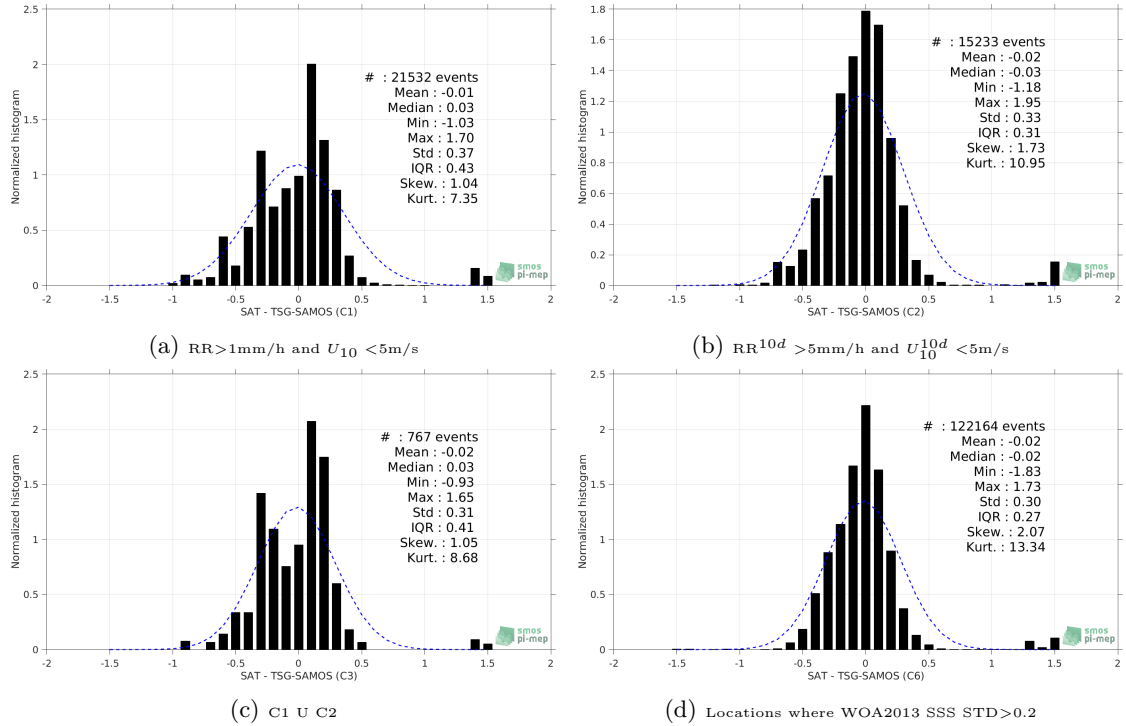 2.5
2
1.5
1
0.5
0
Normalized histogram
-2
-1.5
-1
-0.5
0
0.5
1
1.5
2
SAT - TSG-SAMOS (C1)
# : 21532 events
Mean : -0.01
Median : 0.03
Min : -1.03
Max : 1.70
Std : 0.37
IQR : 0.43
Skew. : 1.04
Kurt. : 7.35
smos
pi-mep
(a) RR>1mm/h and U10 <5m/s
1.8
1.6
1.4
1.2
1
0.8
0.6
0.4
0.2
0
Normalized histogram
-2
-1.5
-1
-0.5
0
0.5
1
1.5
2
SAT - TSG-SAMOS (C2)
# : 15233 events
Mean : -0.02
Median : -0.03
Min : -1.18
Max : 1.95
Std : 0.33
IQR : 0.31
Skew. : 1.73
Kurt. : 10.95
smos
pi-mep
(b) RR10d >5mm/h and U10 10d <5m/s
2.5
2
1.5
1
0.5
0
Normalized histogram
-2
-1.5
-1
-0.5
0
0.5
1
1.5
2
SAT - TSG-SAMOS (C3)
# : 767 events
Mean : -0.02
Median : 0.03
Min : -0.93
Max : 1.65
Std : 0.31
IQR : 0.41
Skew. : 1.05
Kurt. : 8.68
smos
pi-mep
(c) C1 U C2
2.5
2
1.5
1
0.5
0
Normalized histogram
-2
-1.5
-1
-0.5
0
0.5
1
1.5
2
SAT - TSG-SAMOS (C6)
# : 122164 events
Mean : -0.02
Median : -0.02
Min : -1.83
Max : 1.73
Std : 0.30
IQR : 0.27
Skew. : 2.07
Kurt. : 13.34
smos
pi-mep
(d) Locations where WOA2013 SSS STD>0.2